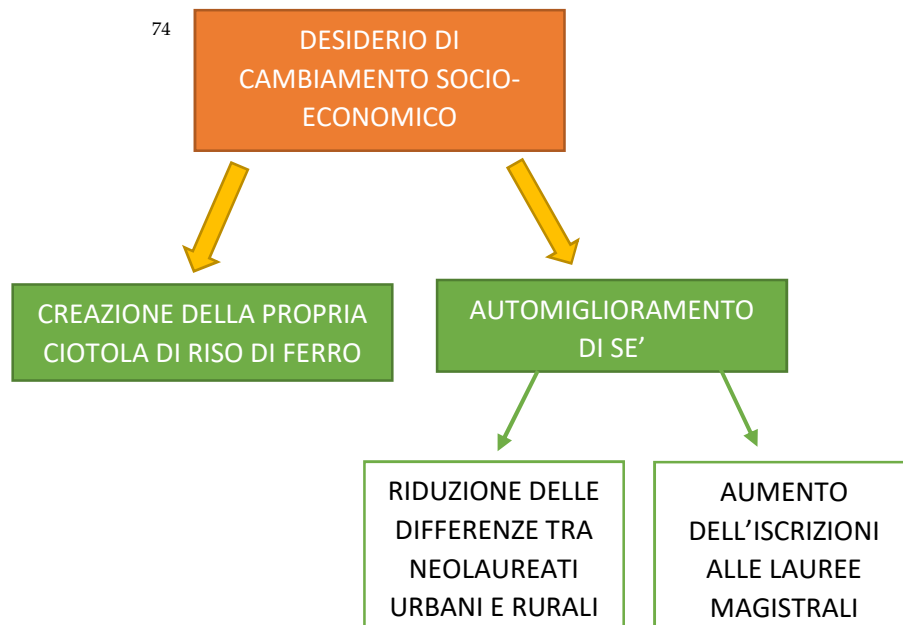 74
DESIDERIO DI
CAMBIAMENTO SOCIO-
ECONOMICO
CREAZIONE DELLA PROPRIA
CIOTOLA DI RISO DI FERRO
AUTOMIGLIORAMENTO
DI SE’
RIDUZIONE DELLE
DIFFERENZE TRA
NEOLAUREATI
URBANI E RURALI
AUMENTO
DELL’ISCRIZIONI
ALLE LAUREE
MAGISTRALI